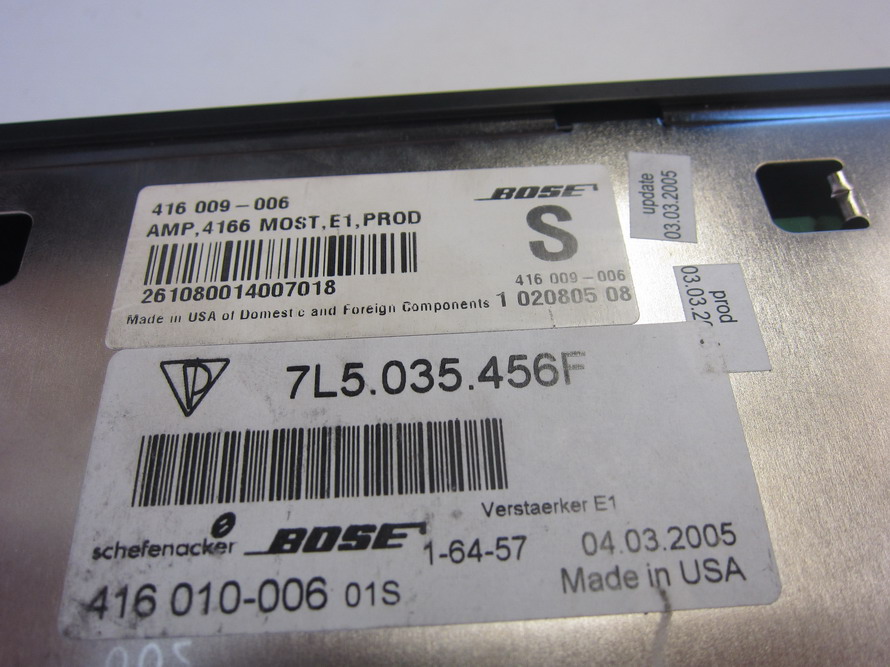 416 009-006
AMP,4166 MOST,E1,PROD
261080014007018
Made in USA of Domestic and Foreign Components
BOSE
S
416 009-006
1 020805 08
update
03.03.2005
prod
7L5.035.456F
Verstaerker E1
schefenacker BOSE 1-64-57
04.03.2005
416 010-006 01S
Made in USA
005